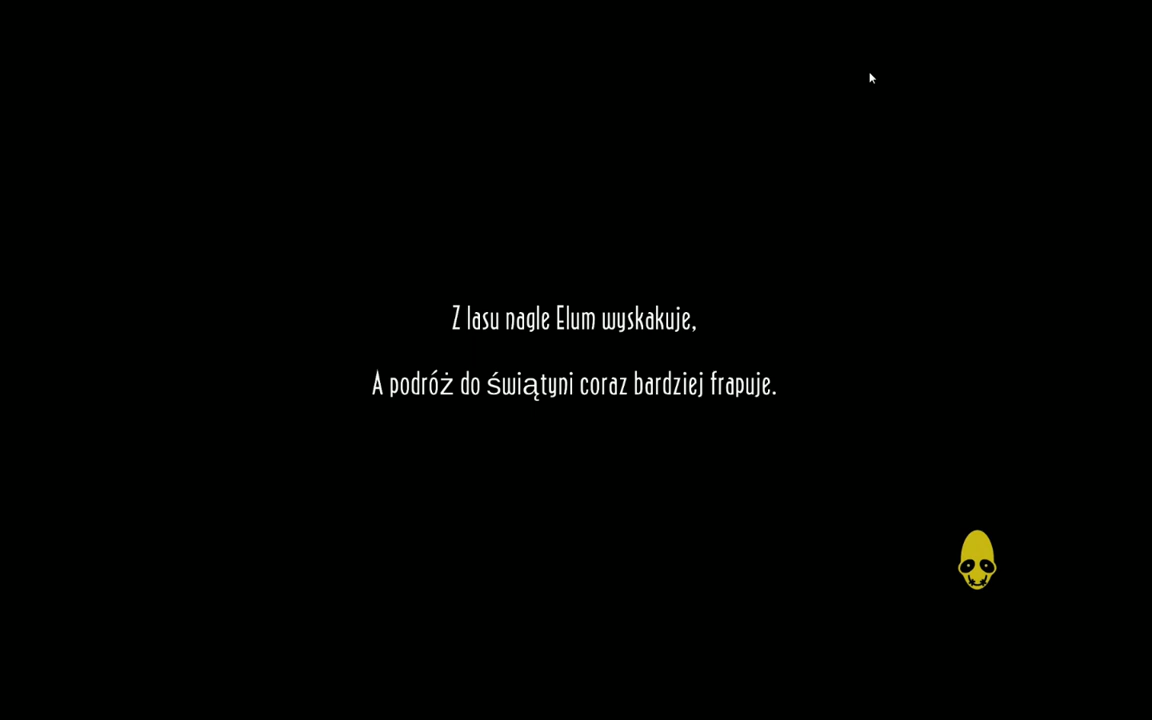 Z lasu nagle Elum wyskakuje,
A podróż do świątyni coraz bardziej frapuje.